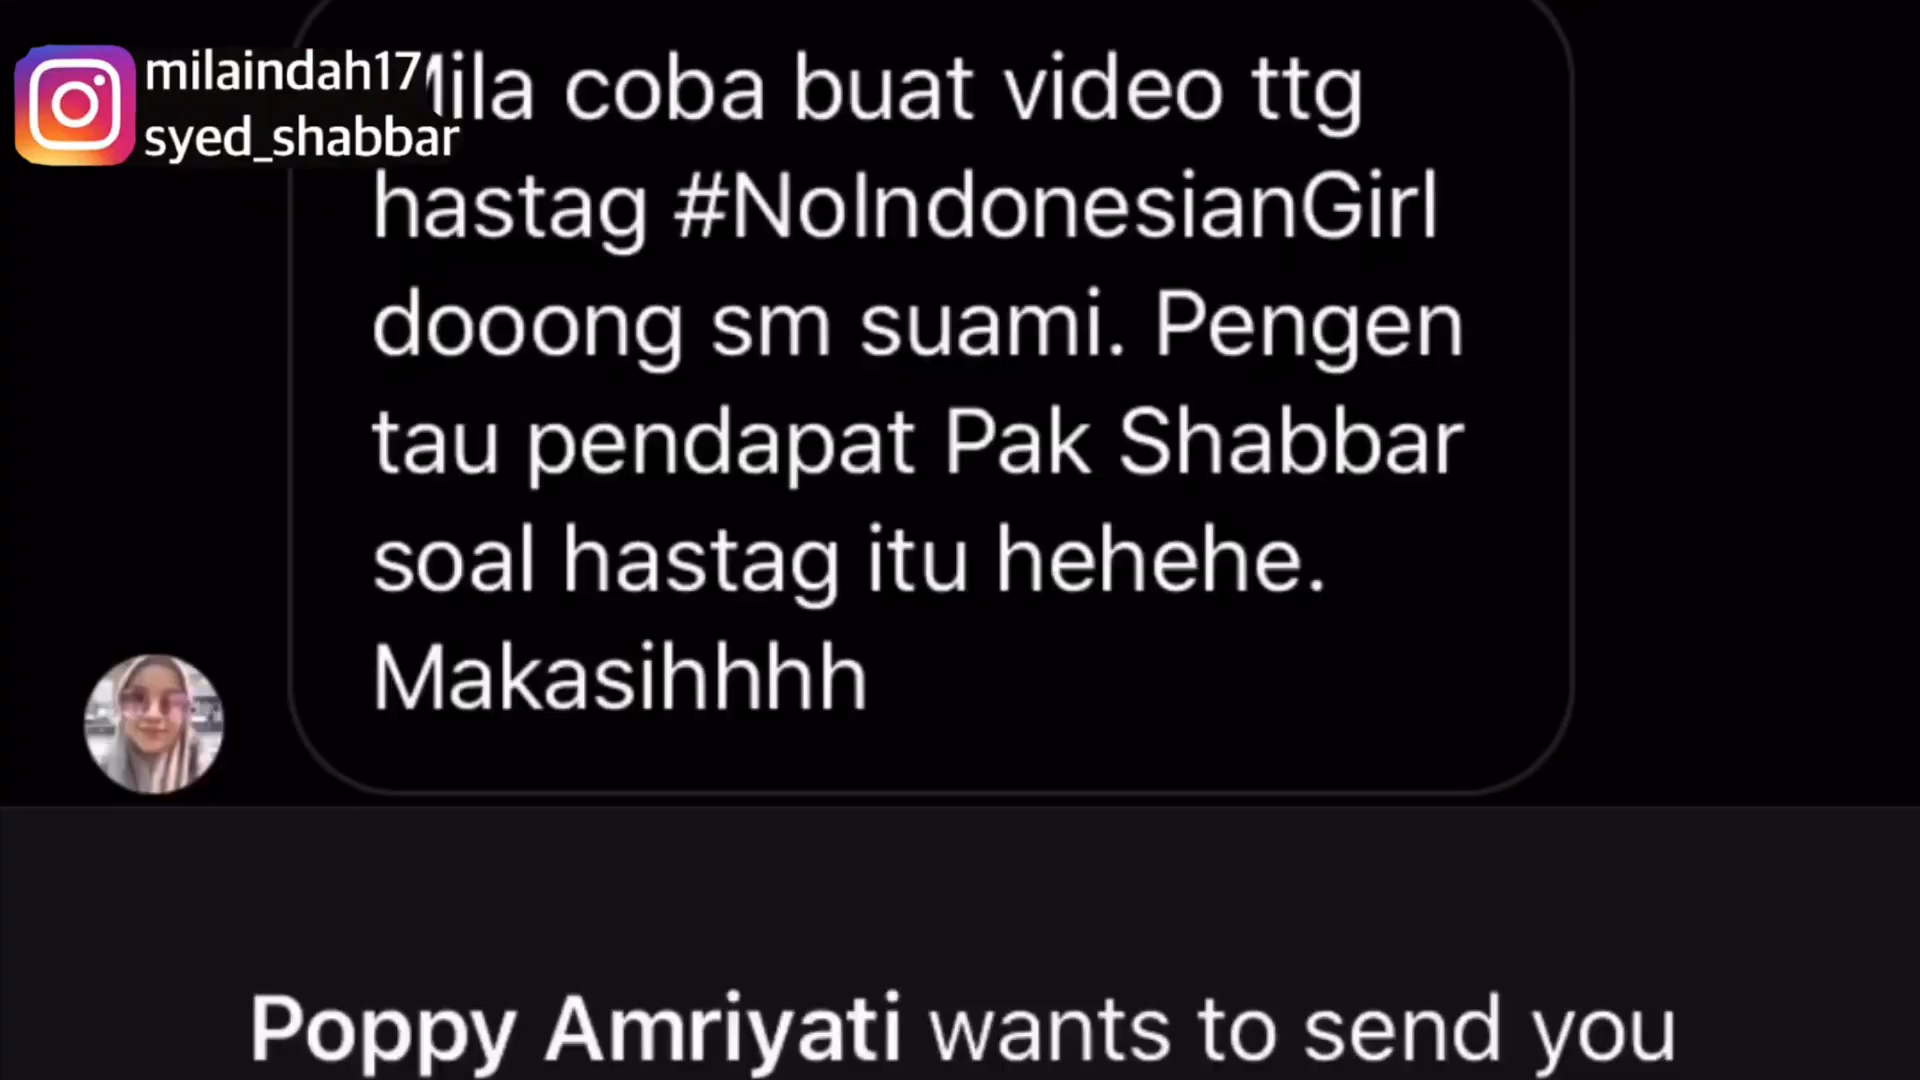 milaindah17
syed_shabbar
Mila coba buat video ttg
hastag #NoIndonesianGirl
dooong sm suami. Pengen
tau pendapat Pak Shabbar
soal hastag itu hehehe.
Makasihhhh
Poppy Amriyati wants to send you